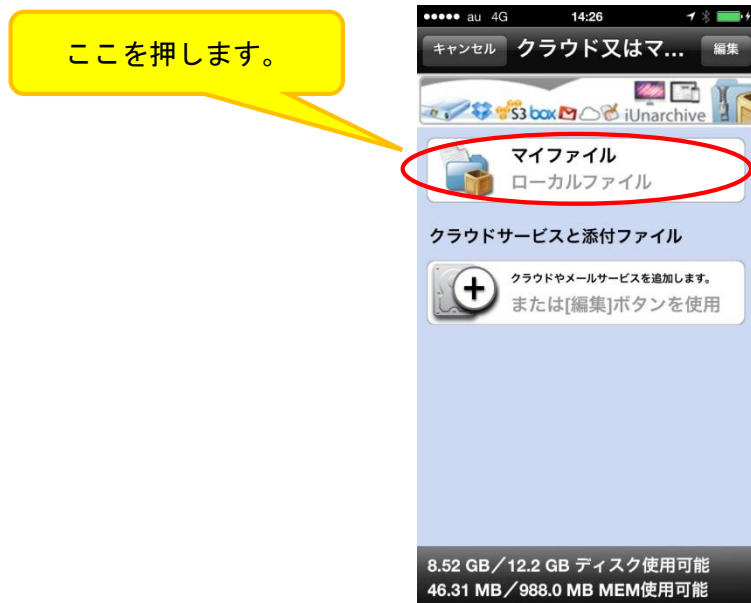 ここを押します。
●●●●● au 4G 14:26
キャンセル クラウド又はマ... 編集
S3 box iUnarchive
マイファイル
ローカルファイル
クラウドサービスと添付ファイル
クラウドやメールサービスを追加します。
または[編集]ボタンを使用
8.52 GB／12.2 GB ディスク使用可能
46.31 MB／988.0 MB MEM使用可能